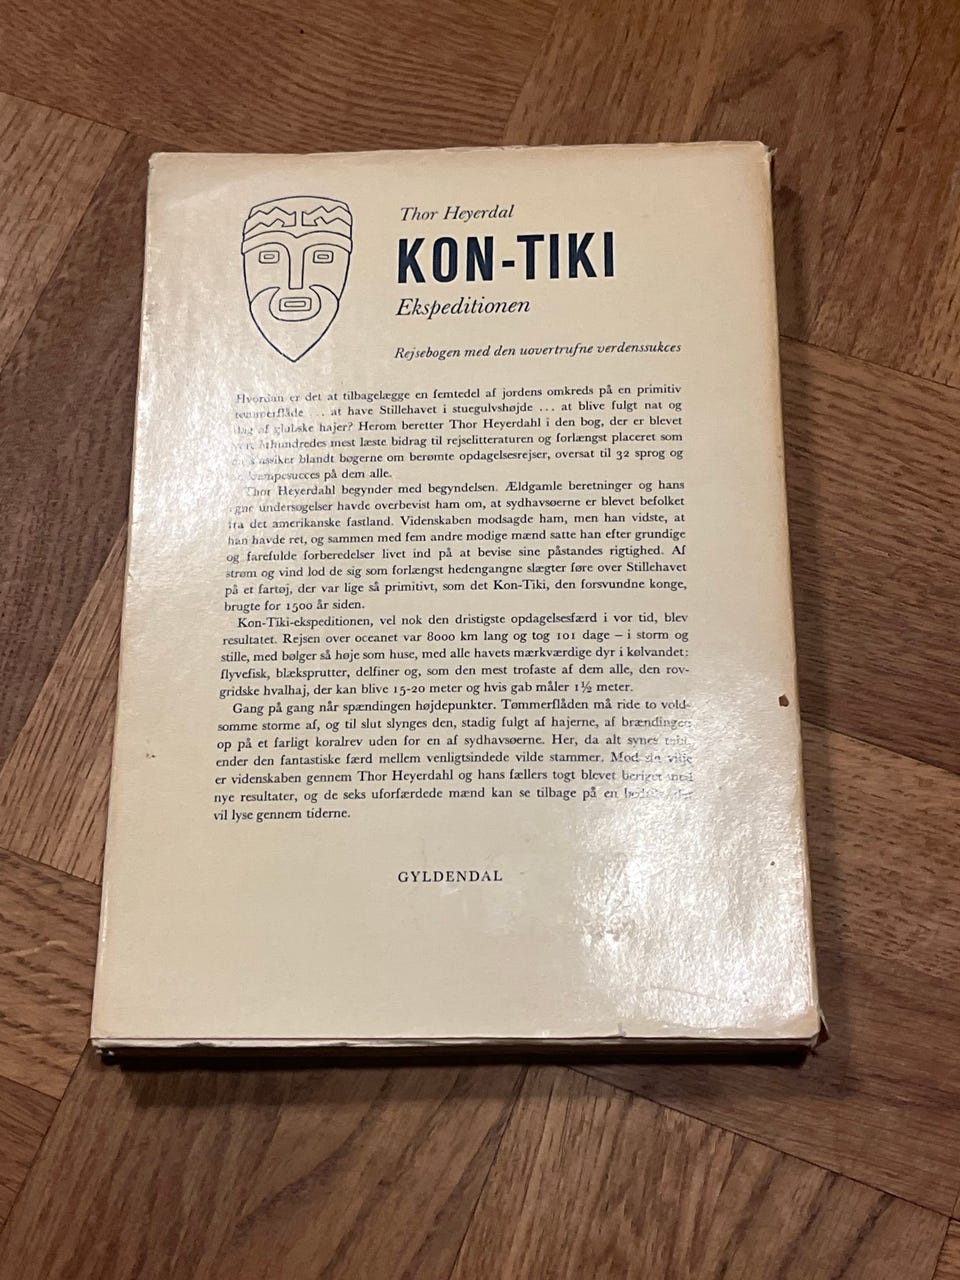 Thor Heyerdal
KON-TIKI
Ekspeditionen
Rejsebogen med den uovertrufne verdenssukces
Hvordan er det at tilbagelægge en femtedel af jordens omkreds på en primitiv
tømmerflåde ... at have Stillehavet i stuegulvshøjde ... at blive fulgt nat og
dag af glubske hajer? Herom beretter Thor Heyerdahl i den bog, der er blevet
århundredes mest læste bidrag til rejselitteraturen og forlængst placeret som
klassiker blandt bøgerne om berømte opdagelsesrejser, oversat til 32 sprog og
kæmpesucces på dem alle.
Thor Heyerdahl begynder med begyndelsen. Ældgamle beretninger og hans
egne undersøgelser havde overbevist ham om, at sydhavsøerne er blevet befolket
fra det amerikanske fastland. Videnskaben modsagde ham, men han vidste, at
han havde ret, og sammen med fem andre modige mænd satte han efter grundige
og farefulde forberedelser livet ind på at bevise sine påstandes rigtighed. Af
strøm og vind lod de sig som forlængst hedengangne slægter føre over Stillehavet
på et fartøj, der var lige så primitivt, som det Kon-Tiki, den forsvundne konge,
brugte for 1500 år siden.
Kon-Tiki-ekspeditionen, vel nok den dristigste opdagelsesfærd i vor tid, blev
resultatet. Rejsen over oceanet var 8000 km lang og tog 101 dage – i storm og
stille, med bølger så høje som huse, med alle havets mærkværdige dyr i kølvandet:
flyvefisk, blæksprutter, delfiner og, som den mest trofaste af dem alle, den rov-
gridske hvalhaj, der kan blive 15-20 meter og hvis gab måler 1½ meter.
Gang på gang når spændingen højdepunkter. Tømmerflåden må ride to vold-
somme storme af, og til slut slynges den, stadig fulgt af hajerne, af brændingen
op på et farligt koralrev uden for en af sydhavsøerne. Her, da alt synes tabt,
ender den fantastiske færd mellem venligtsindede vilde stammer. Mod sin vilje
er videnskaben gennem Thor Heyerdahl og hans fællers togt blevet beriget med
nye resultater, og de seks uforfærdede mænd kan se tilbage på en
vil lyse gennem tiderne.
GYLDENDAL